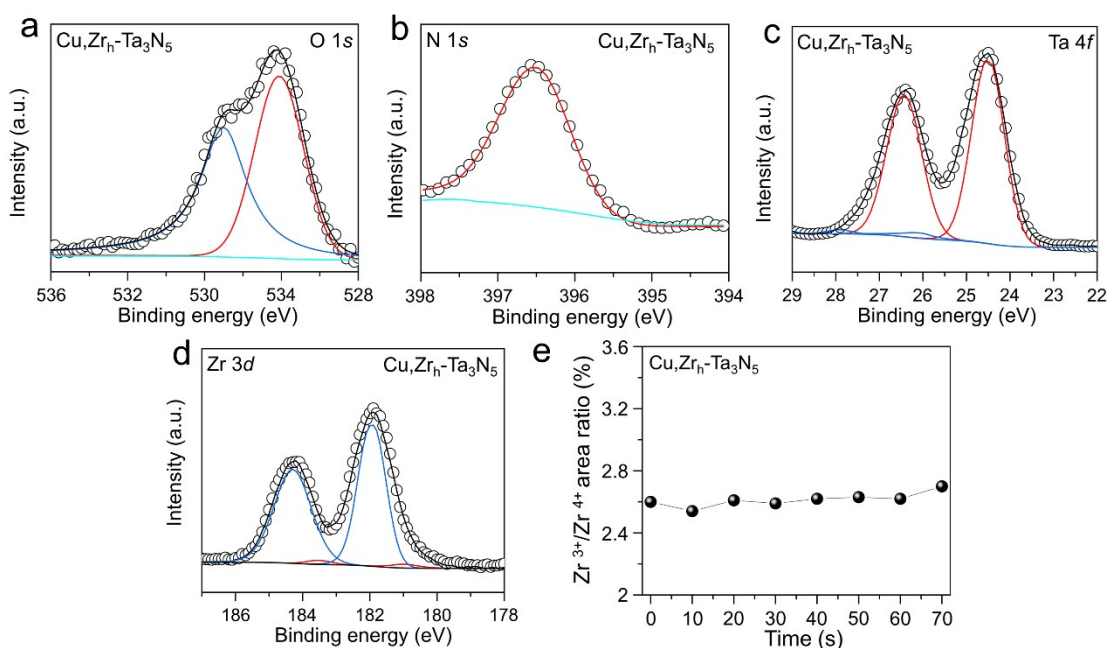 a
Cu,Zrₕ-Ta₃N₅
O 1s
Intensity (a.u.)
536 532 529 534 528
Binding energy (eV)
b
N 1s
Cu,Zrₕ-Ta₃N₅
Intensity (a.u.)
398 397 396 395 394
Binding energy (eV)
c
Cu,Zrₕ-Ta₃N₅
Ta 4f
Intensity (a.u.)
29 28 27 26 25 24 23 22
Binding energy (eV)
d
Zr 3d
Cu,Zrₕ-Ta₃N₅
Intensity (a.u.)
186 184 182 180 178
Binding energy (eV)
e
Cu,Zrₕ-Ta₃N₅
Zr ³⁺/Zr ⁴⁺ area ratio (%)
3.6
3.2
2.8
2.4
2
0 10 20 30 40 50 60 70
Time (s)